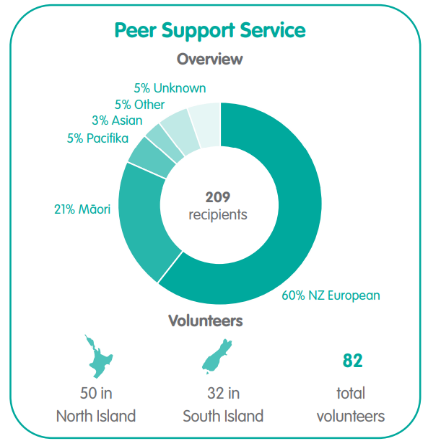 Peer Support Service
Overview
5% Unknown
5% Other
3% Asian
5% Pacifika
21% Māori
209
recipients
60% NZ European
Volunteers
50 in
North Island
32 in
South Island
82
total
volunteers